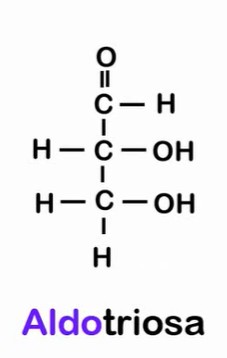 O
C – H
H – C – OH
H – C – OH
H
Aldotriosa